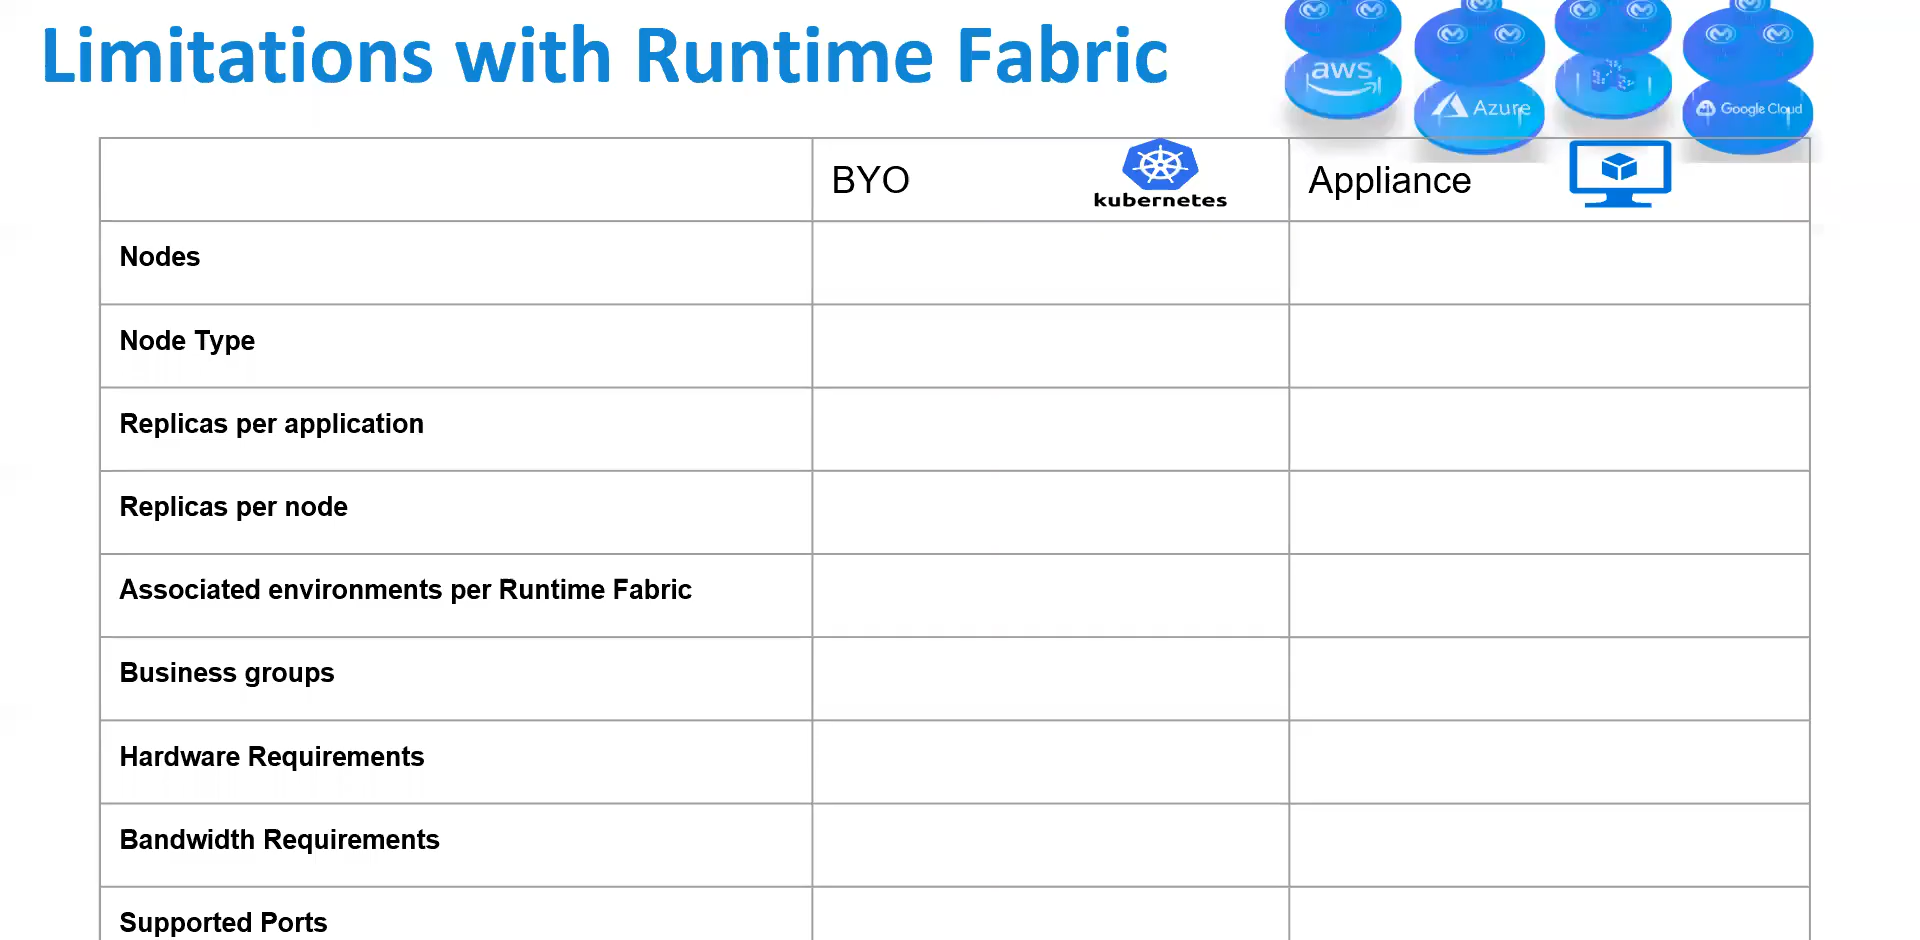 Limitations with Runtime Fabric
aws
Azure
Google Cloud
BYO
kubernetes
Appliance
Nodes
Node Type
Replicas per application
Replicas per node
Associated environments per Runtime Fabric
Business groups
Hardware Requirements
Bandwidth Requirements
Supported Ports